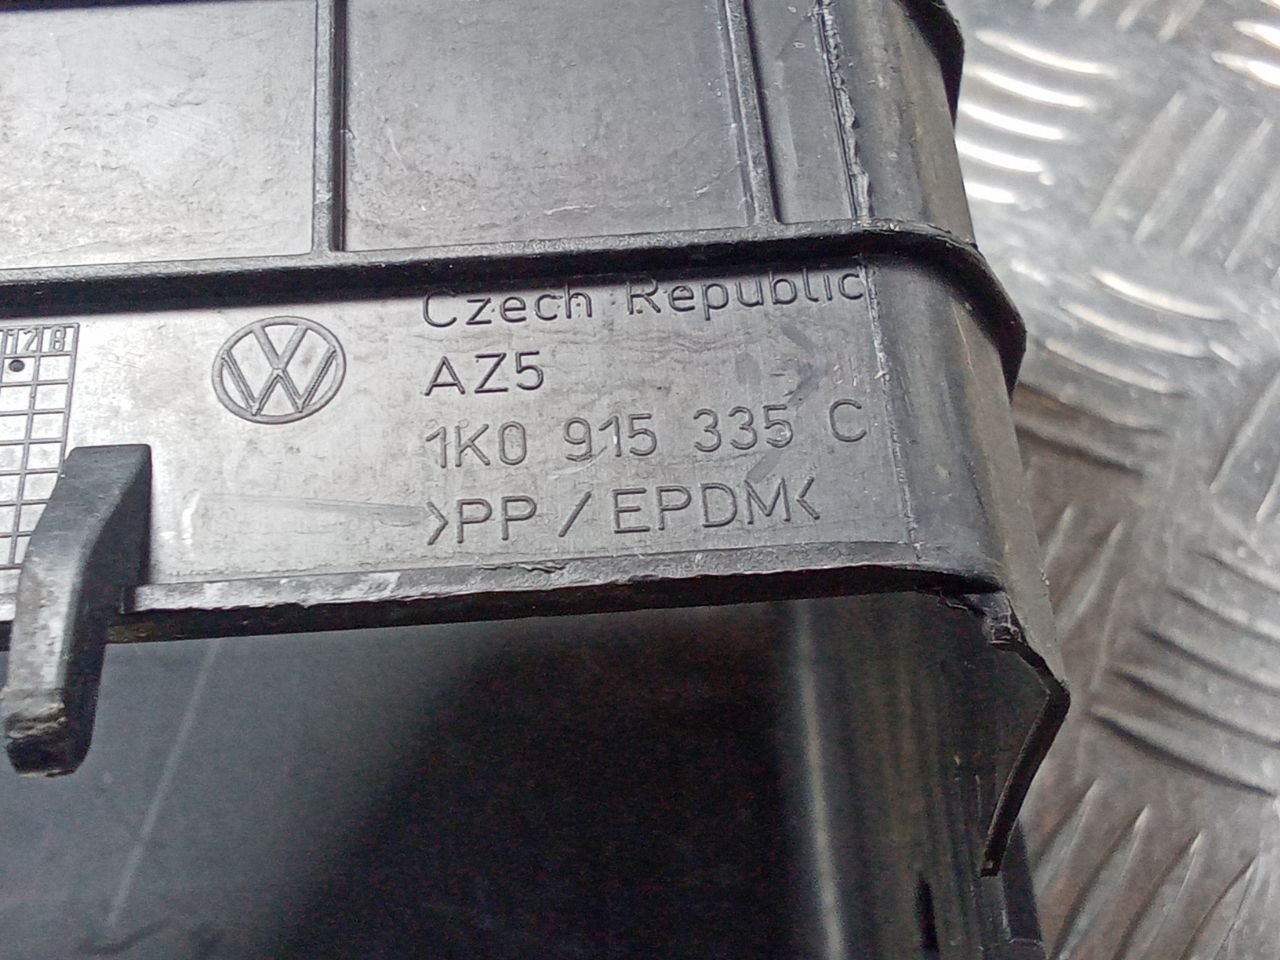 Czech Republic
AZ5
1K0 915 335 C
>PP/EPDM<